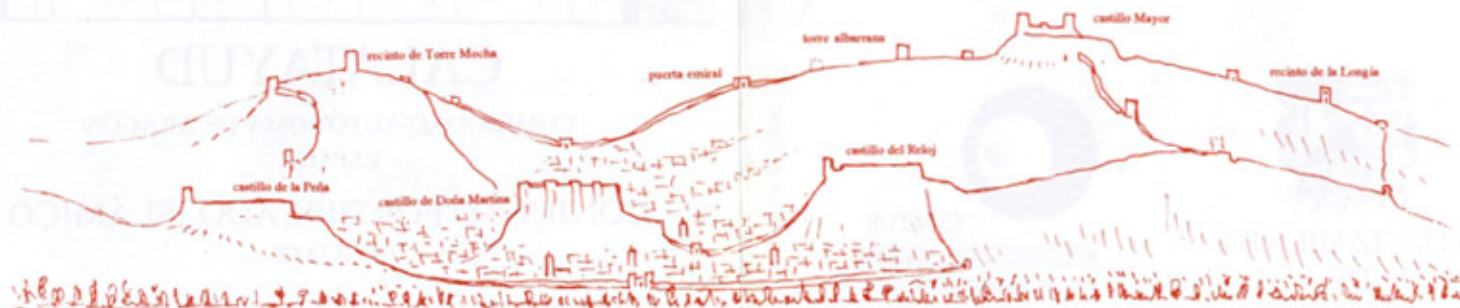 castillo Mayor
torre albarrana
recinto de Torre Mocha
puerta emiral
recinto de la Longía
castillo del Reloj
castillo de la Peña
castillo de Doña Martina